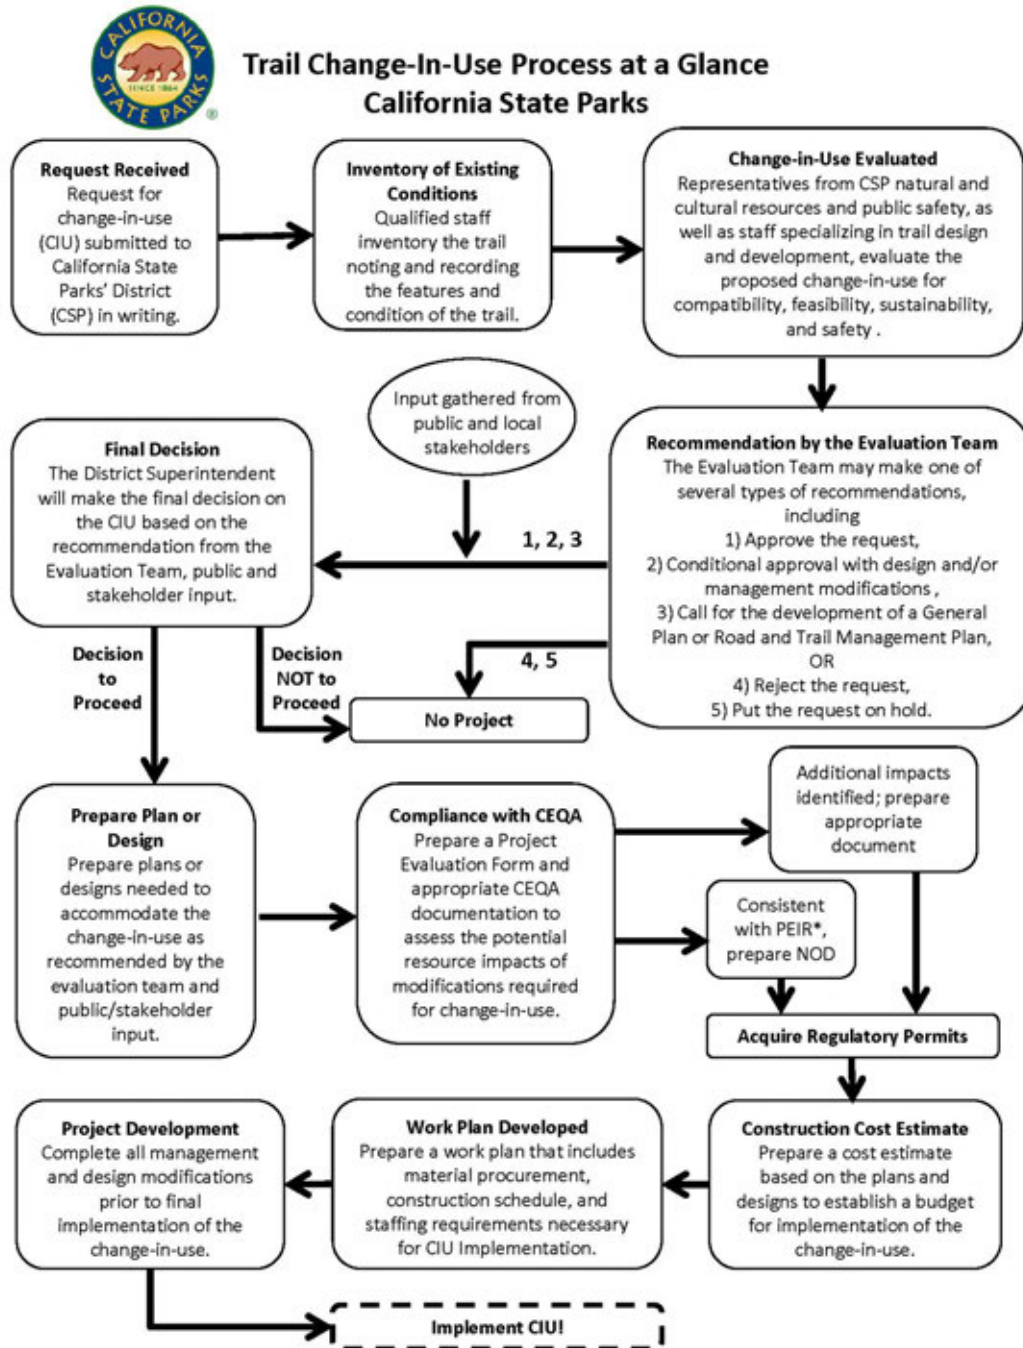 CALIFORNIA
SINCE 1864
STATE PARKS
®
Trail Change-In-Use Process at a Glance
California State Parks
Request Received
Request for
change-in-use
(CIU) submitted to
California State
Parks' District
(CSP) in writing.
Inventory of Existing
Conditions
Qualified staff
inventory the trail
noting and recording
the features and
condition of the trail.
Change-in-Use Evaluated
Representatives from CSP natural and
cultural resources and public safety, as
well as staff specializing in trail design
and development, evaluate the
proposed change-in-use for
compatibility, feasibility, sustainability,
and safety .
Input gathered from
public and local
stakeholders
Recommendation by the Evaluation Team
The Evaluation Team may make one of
several types of recommendations,
including
1) Approve the request,
2) Conditional approval with design and/or
management modifications ,
3) Call for the development of a General
Plan or Road and Trail Management Plan,
OR
4) Reject the request,
5) Put the request on hold.
1, 2, 3
4, 5
Final Decision
The District Superintendent
will make the final decision on
the CIU based on the
recommendation from the
Evaluation Team, public and
stakeholder input.
Decision
to
Proceed
Decision
NOT to
Proceed
No Project
Prepare Plan or
Design
Prepare plans or
designs needed to
accommodate the
change-in-use as
recommended by the
evaluation team and
public/stakeholder
input.
Compliance with CEQA
Prepare a Project
Evaluation Form and
appropriate CEQA
documentation to
assess the potential
resource impacts of
modifications required
for change-in-use.
Additional impacts
identified; prepare
appropriate
document
Consistent
with PEIR*,
prepare NOD
Acquire Regulatory Permits
Construction Cost Estimate
Prepare a cost estimate
based on the plans and
designs to establish a budget
for implementation of the
change-in-use.
Work Plan Developed
Prepare a work plan that includes
material procurement,
construction schedule, and
staffing requirements necessary
for CIU Implementation.
Project Development
Complete all management
and design modifications
prior to final
implementation of the
change-in-use.
Implement CIU!